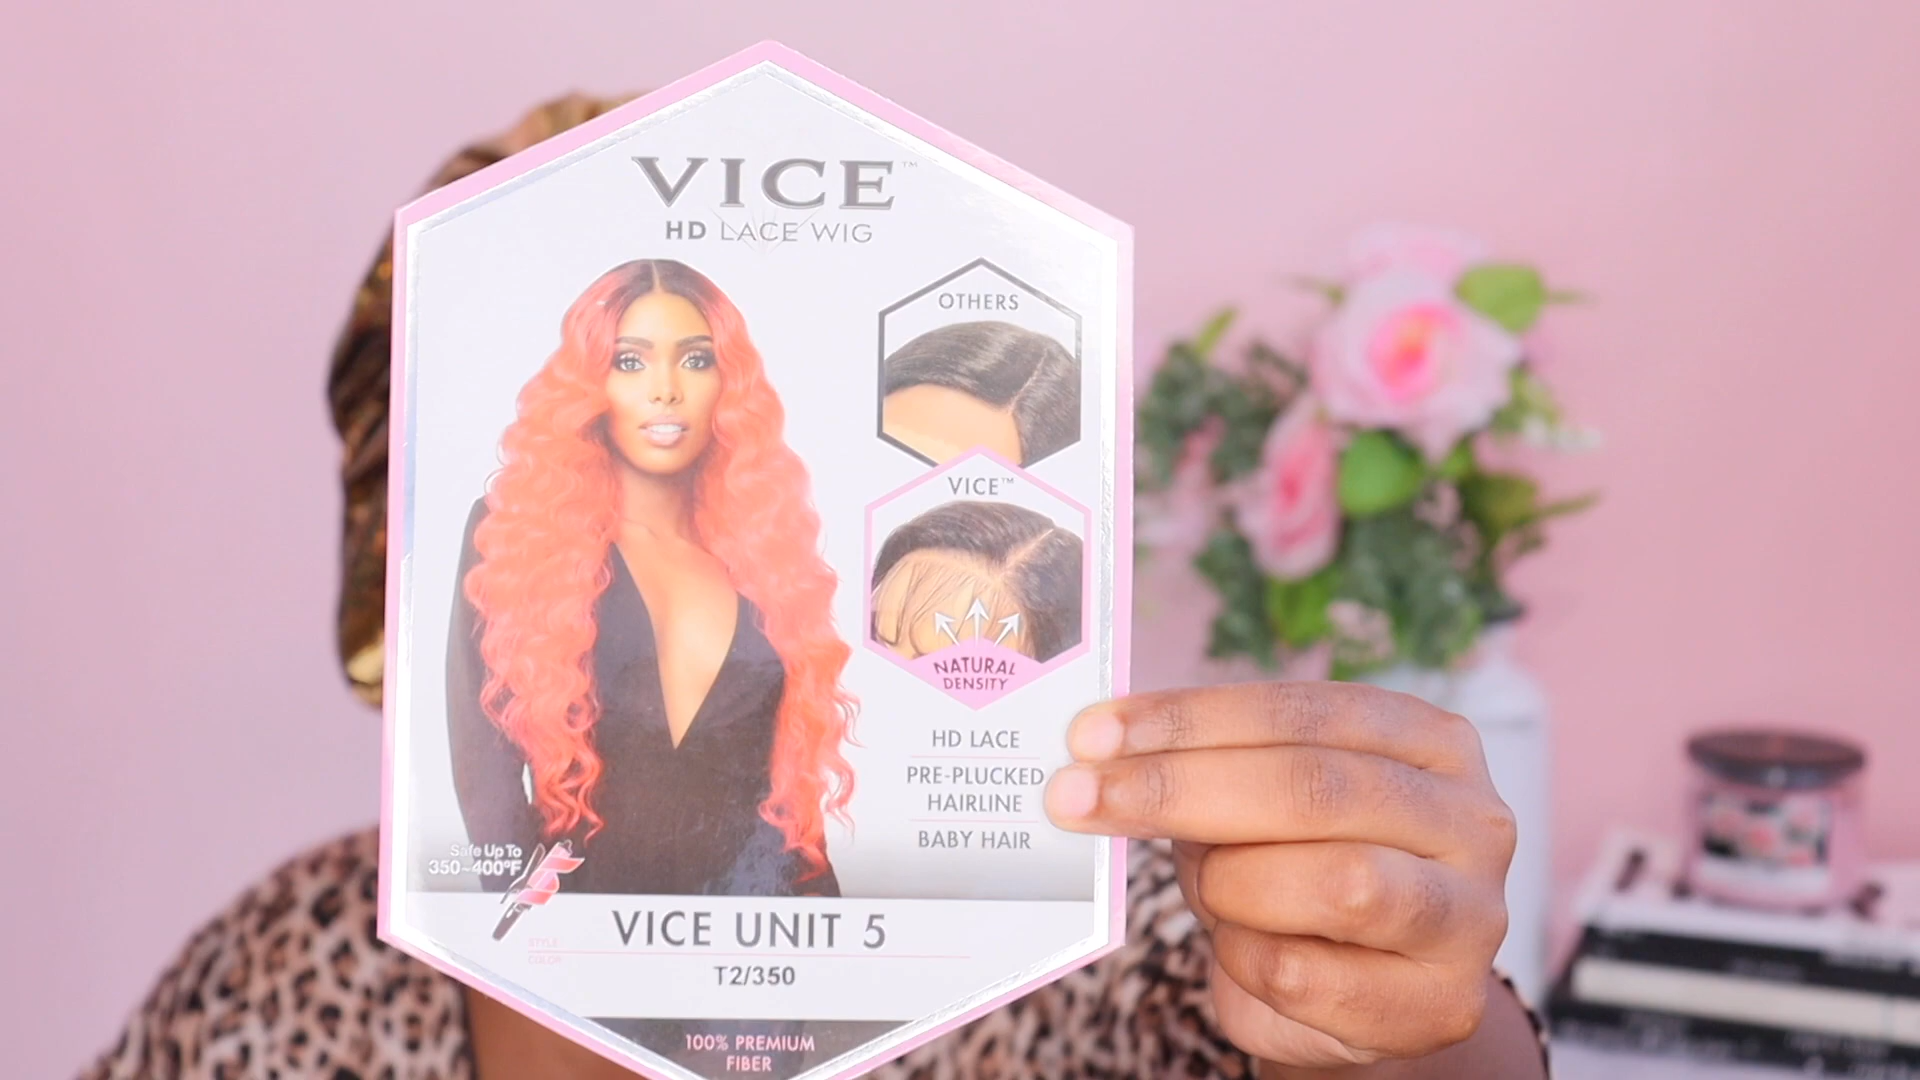 VICE™
HD LACE WIG
OTHERS
VICE™
NATURAL
DENSITY
HD LACE
PRE-PLUCKED
HAIRLINE
BABY HAIR
Safe Up To
350~400°F
STYLE
VICE UNIT 5
COLOR
T2/350
100% PREMIUM
FIBER